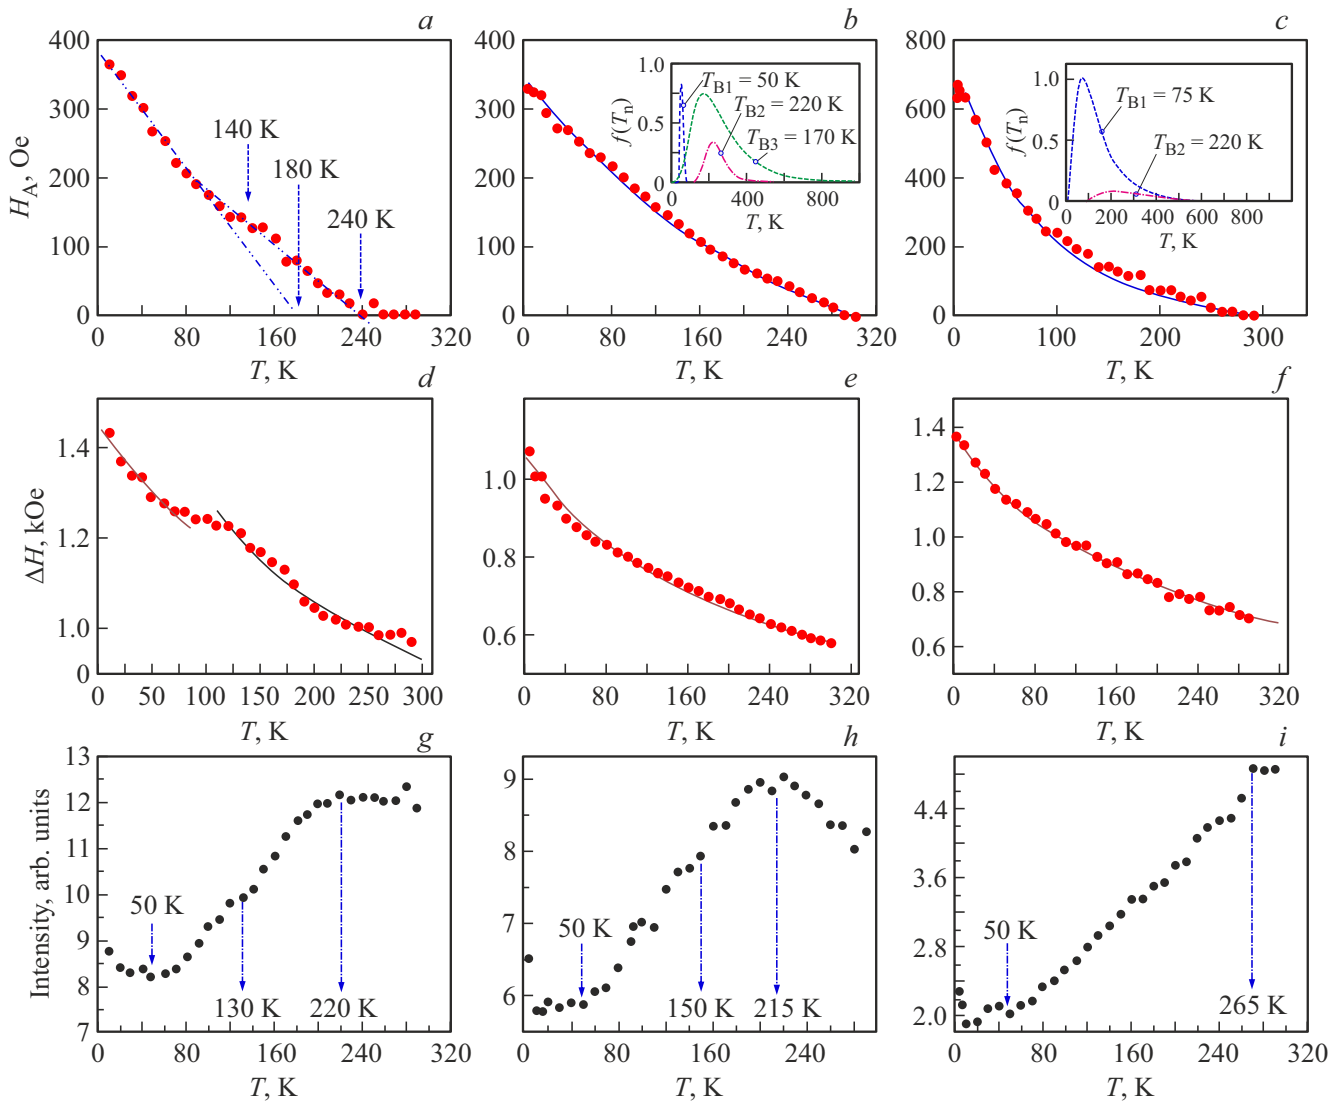 a
400
300
200
100
0
H_A, Oe
140 K
180 K
240 K
0 80 160 240 320
T, K
b
400
300
200
100
0
1.0
0.5
0
f(T_n)
T_B1 = 50 K
T_B2 = 220 K
T_B3 = 170 K
0 400 800
T, K
0 80 160 240 320
T, K
c
800
600
400
200
0
1.0
0.5
0
f(T_n)
T_B1 = 75 K
T_B2 = 220 K
0 200 400 600 800
T, K
0 100 200 300
T, K
d
1.4
1.2
1.0
0
ΔH, kOe
0 50 100 150 200 250 300
T, K
e
1.0
0.8
0.6
0 80 160 240 320
T, K
f
1.4
1.2
1.0
0.8
0.6
0 80 160 240 320
T, K
g
13
12
11
10
9
8
7
Intensity, arb. units
50 K
130 K
220 K
0 80 160 240 320
T, K
h
9
8
7
6
50 K
150 K
215 K
0 80 160 240
T, K
i
4.4
3.6
2.8
2.0
50 K
265 K
0 80 160 240 320
T, K